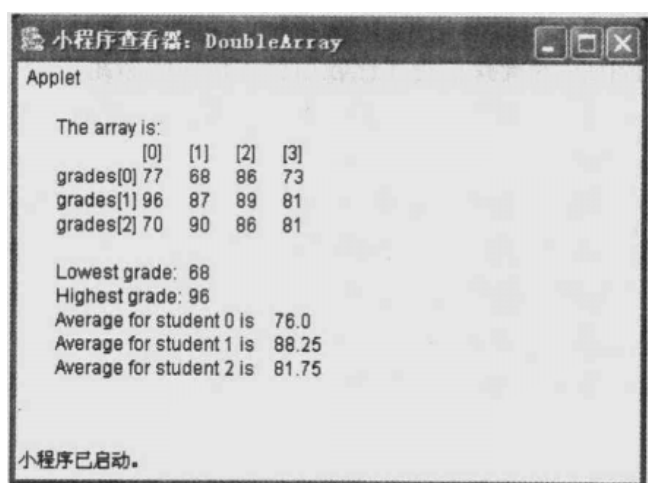 小程序查看器：DoubleArray
Applet
The array is:
[0] [1] [2] [3]
grades[0] 77 68 86 73
grades[1] 96 87 89 81
grades[2] 70 90 86 81
Lowest grade: 68
Highest grade: 96
Average for student 0 is 76.0
Average for student 1 is 88.25
Average for student 2 is 81.75
小程序已启动。